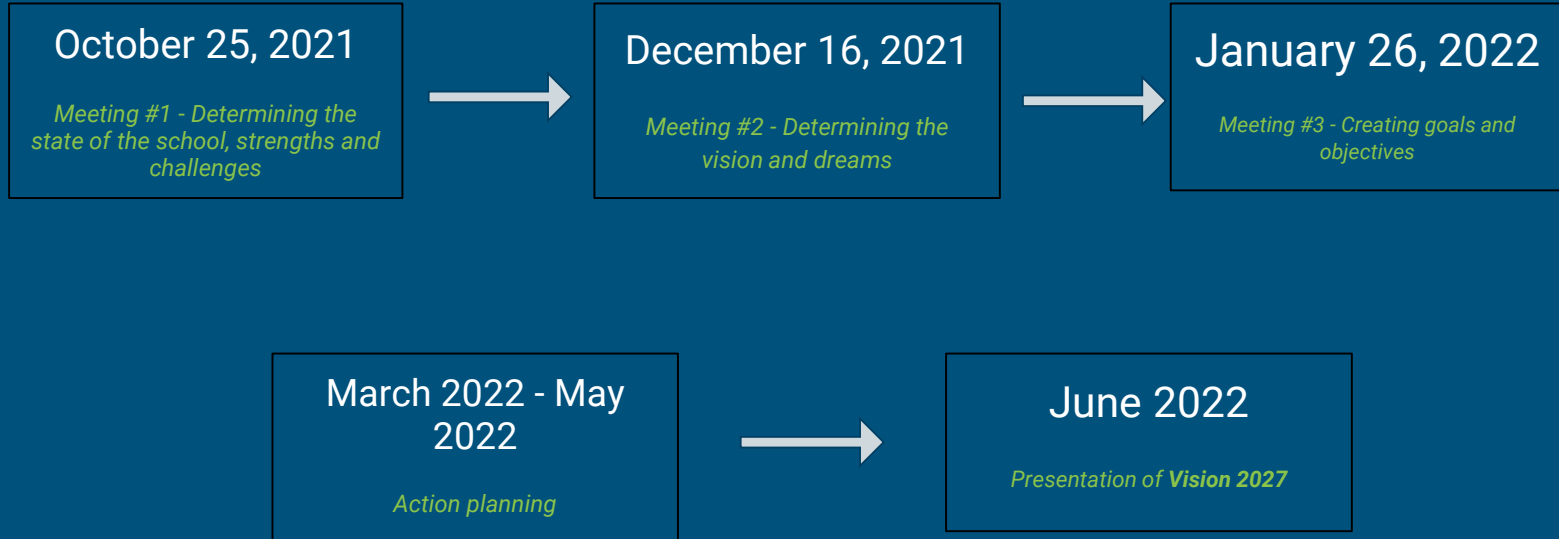 October 25, 2021
Meeting #1 - Determining the
state of the school, strengths and
challenges
December 16, 2021
Meeting #2 - Determining the
vision and dreams
January 26, 2022
Meeting #3 - Creating goals and
objectives
March 2022 - May
2022
Action planning
June 2022
Presentation of Vision 2027